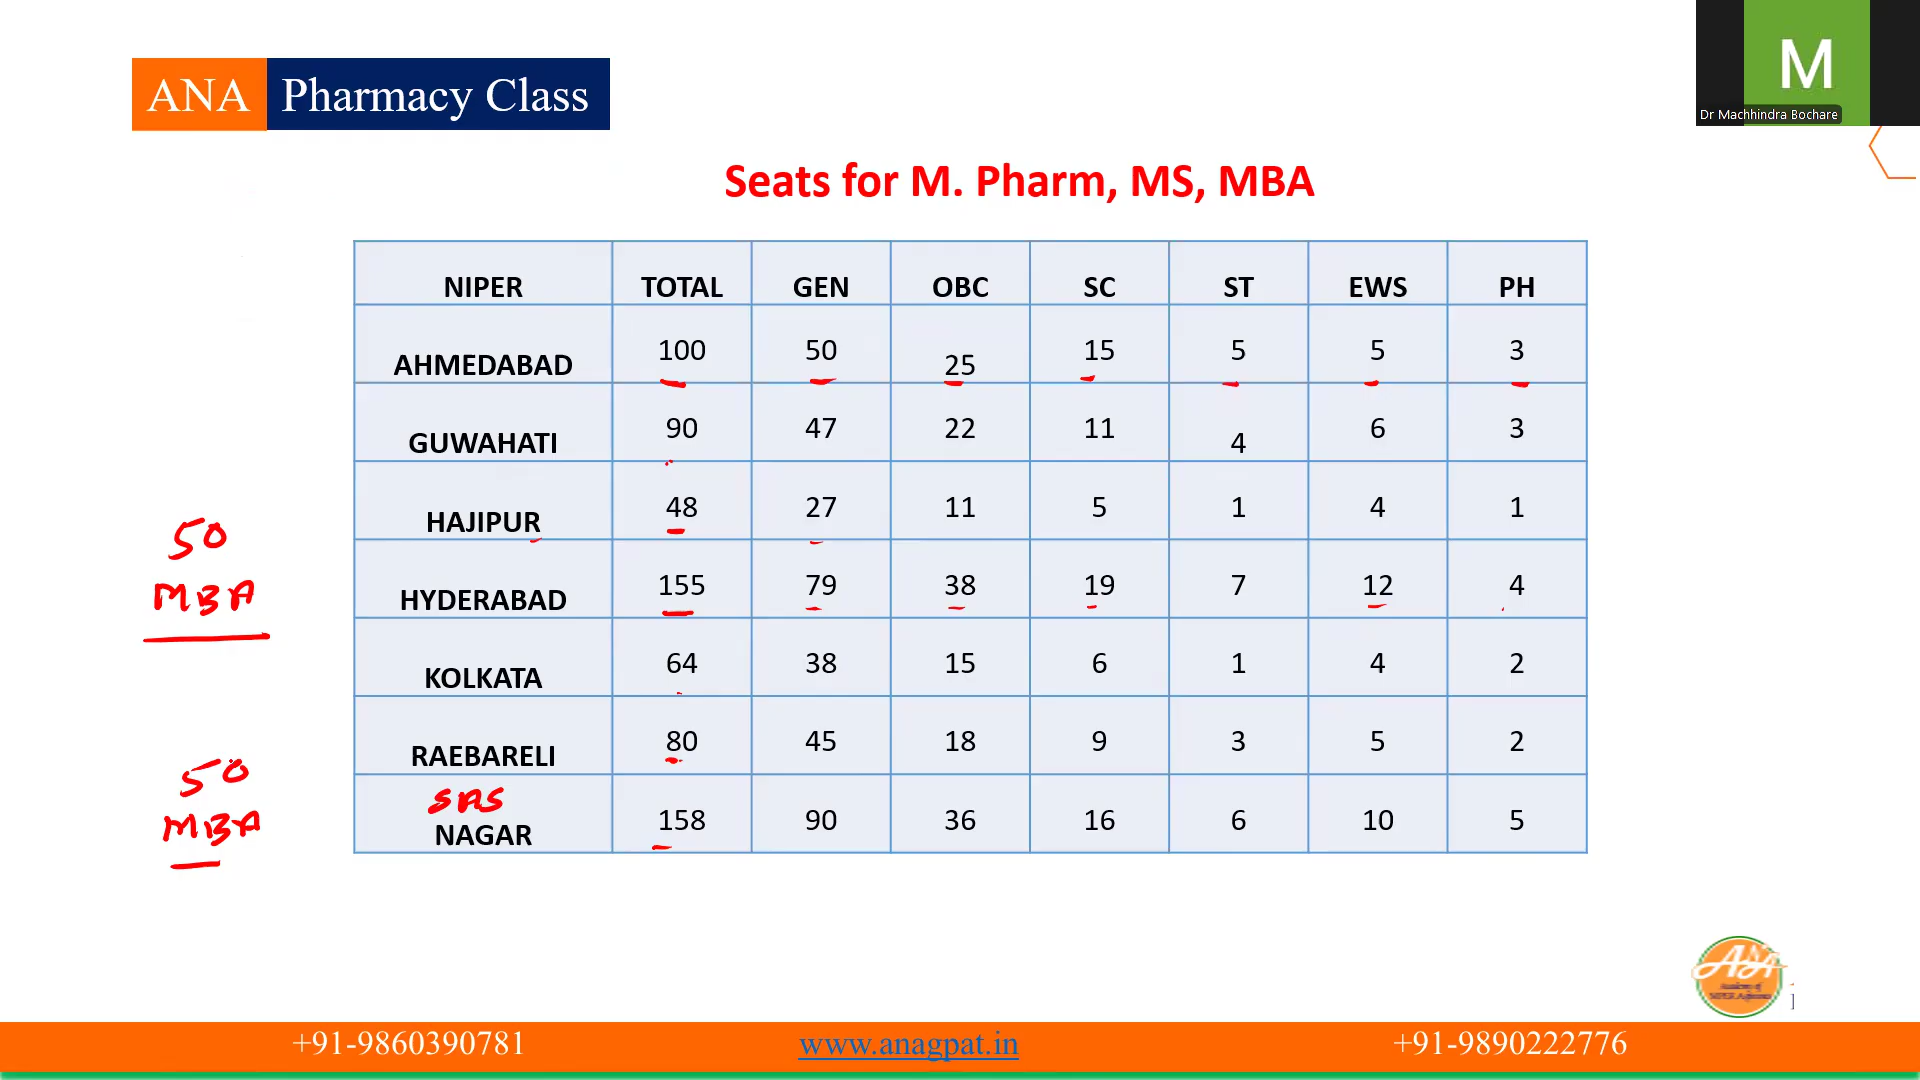 M
Dr Machhindra Bochare
ANA Pharmacy Class
Seats for M. Pharm, MS, MBA
NIPER TOTAL GEN OBC SC ST EWS PH
AHMEDABAD 100 50 25 15 5 5 3
GUWAHATI 90 47 22 11 4 6 3
HAJIPUR 48 27 11 5 1 4 1
HYDERABAD 155 79 38 19 7 12 4
KOLKATA 64 38 15 6 1 4 2
RAEBARELI 80 45 18 9 3 5 2
SAS
NAGAR 158 90 36 16 6 10 5
50
MBA
50
MBA
ANA
+91-9860390781 www.anagpat.in +91-9890222776